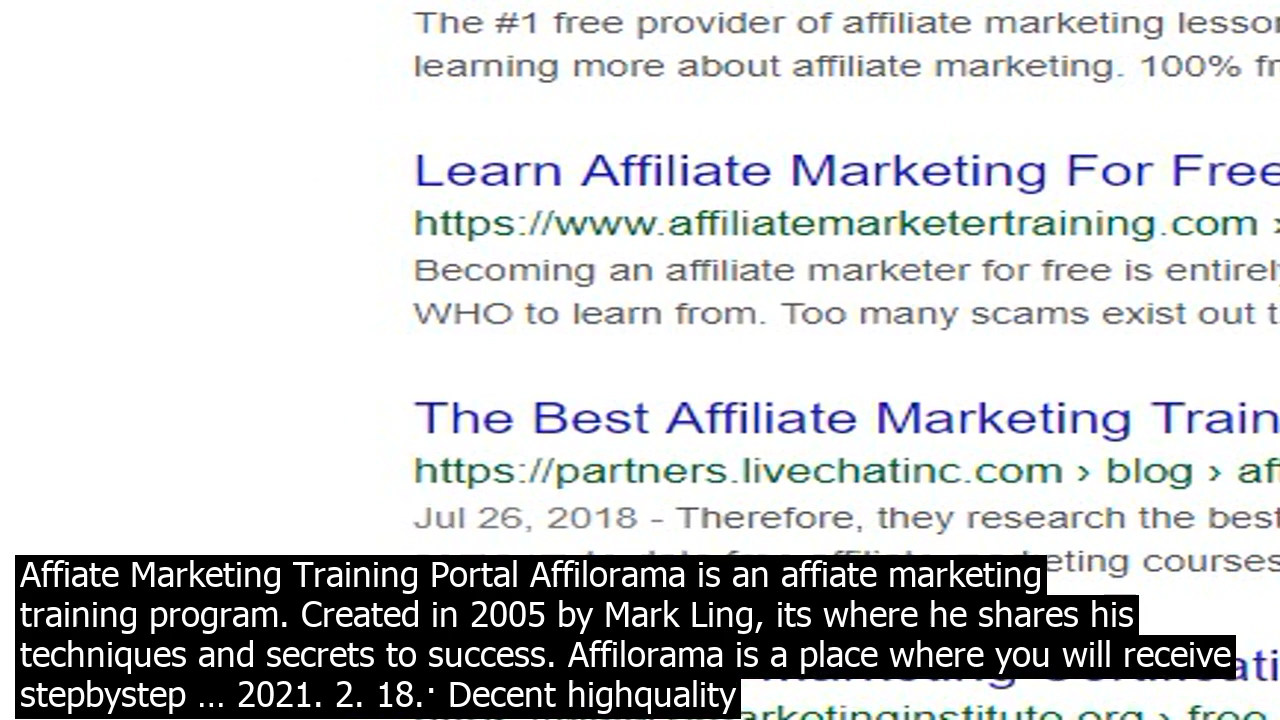 The #1 free provider of affiliate marketing
learning more about affiliate marketing. 100%
Learn Affiliate Marketing For Free
https://www.affiliatemarketertraining.com ›
Becoming an affiliate marketer for free is
WHO to learn from. Too many scams exist out
The Best Affiliate Marketing
https://partners.livechatinc.com › blog ›
Jul 26, 2018 - Therefore, they research the best
courses
Affiate Marketing Training Portal Affilorama is an affiate marketing
training program. Created in 2005 by Mark Ling, its where he shares his
techniques and secrets to success. Affilorama is a place where you will receive
stepbystep ... 2021. 2. 18.· Decent highquality
› free